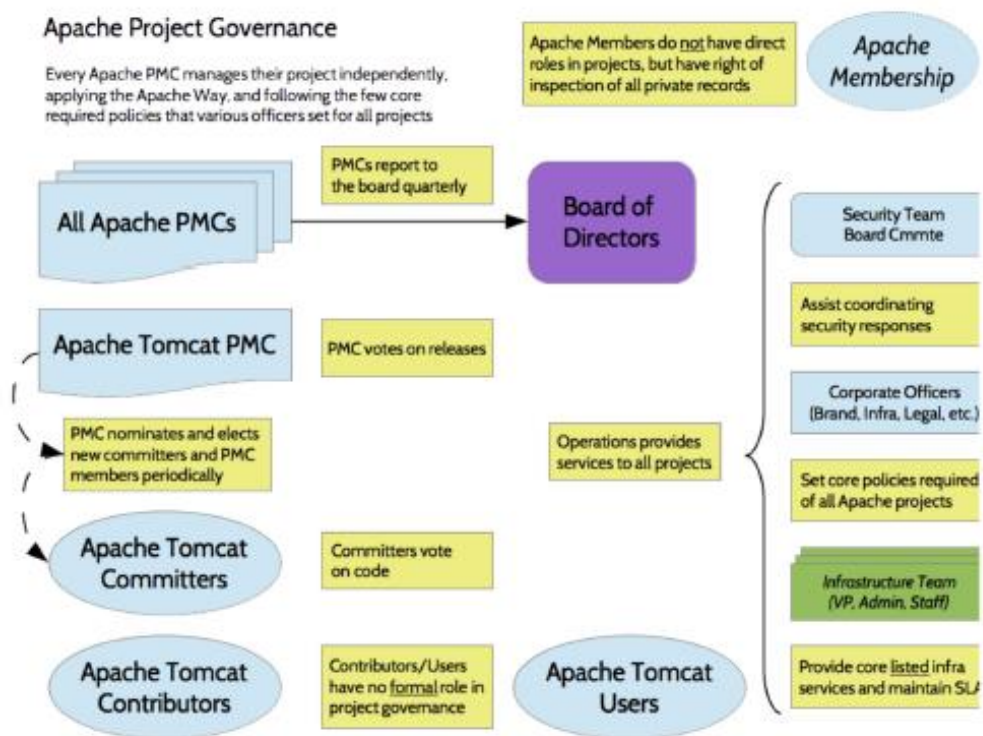 Apache Project Governance
Every Apache PMC manages their project independently,
applying the Apache Way, and following the few core
required policies that various officers set for all projects
Apache Members do not have direct
roles in projects, but have right of
inspection of all private records
Apache
Membership
All Apache PMCs
PMCs report to
the board quarterly
Board of
Directors
Security Team
Board Cmmte
Assist coordinating
security responses
Apache Tomcat PMC
PMC votes on releases
Corporate Officers
(Brand, Infra, Legal, etc.)
PMC nominates and elects
new committers and PMC
members periodically
Operations provides
services to all projects
Set core policies required
of all Apache projects
Apache Tomcat
Committers
Committers vote
on code
Infrastructure Team
(VP, Admin, Staff)
Apache Tomcat
Contributors
Contributors/Users
have no formal role in
project governance
Apache Tomcat
Users
Provide core listed infra
services and maintain SLA